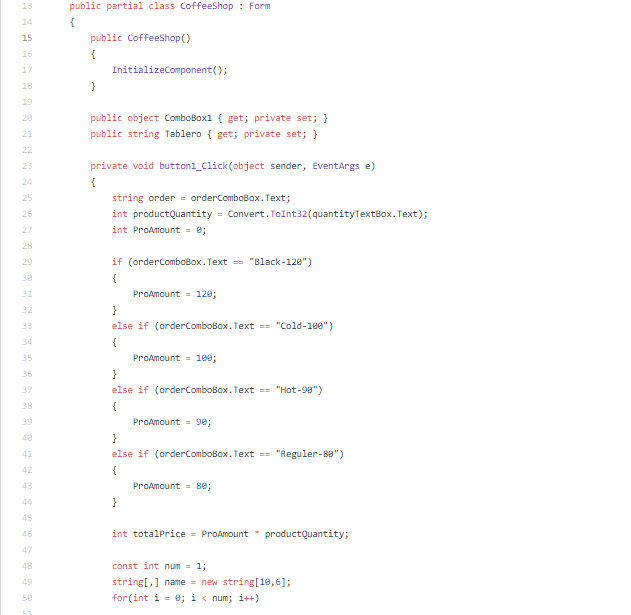 13 public partial class CoffeeShop : Form
14 {
15 public CoffeeShop()
16 {
17 InitializeComponent();
18 }
19
20 public object ComboBox1 { get; private set; }
21 public string Tablero { get; private set; }
22
23 private void button1_Click(object sender, EventArgs e)
24 {
25 string order = orderComboBox.Text;
26 int productQuantity = Convert.ToInt32(quantityTextBox.Text);
27 int ProAmount = 0;
28
29 if (orderComboBox.Text == "Black-120")
30 {
31 ProAmount = 120;
32 }
33 else if (orderComboBox.Text == "Cold-100")
34 {
35 ProAmount = 100;
36 }
37 else if (orderComboBox.Text == "Hot-90")
38 {
39 ProAmount = 90;
40 }
41 else if (orderComboBox.Text == "Reguler-80")
42 {
43 ProAmount = 80;
44 }
45
46 int totalPrice = ProAmount * productQuantity;
47
48 const int num = 1;
49 string[,] name = new string[10,6];
50 for(int i = 0; i < num; i++)
51